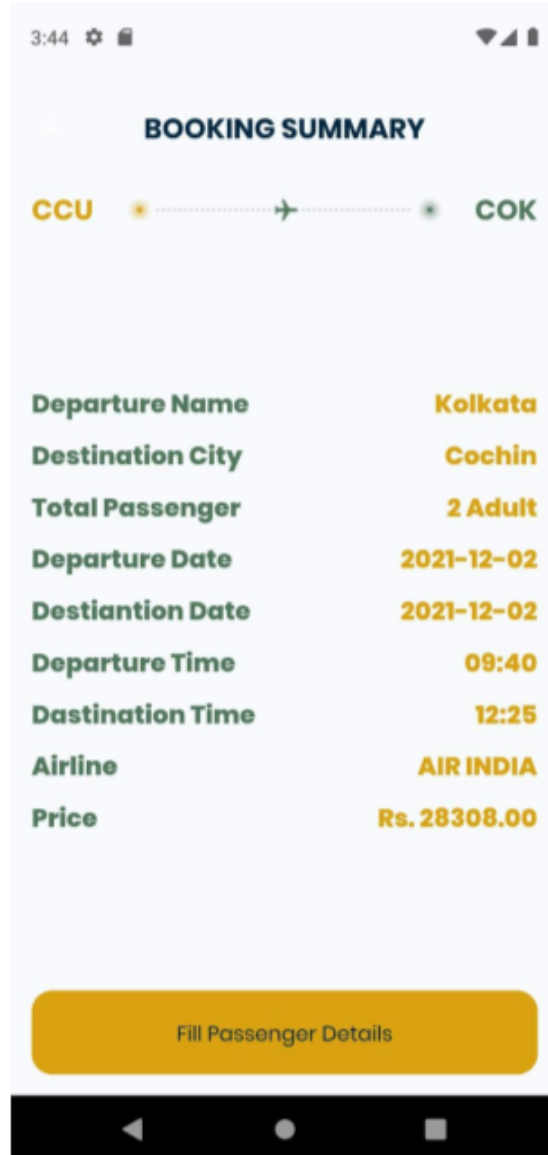 3:44
BOOKING SUMMARY
CCU COK
Departure Name Kolkata
Destination City Cochin
Total Passenger 2 Adult
Departure Date 2021-12-02
Destiantion Date 2021-12-02
Departure Time 09:40
Dastination Time 12:25
Airline AIR INDIA
Price Rs. 28308.00
Fill Passenger Details